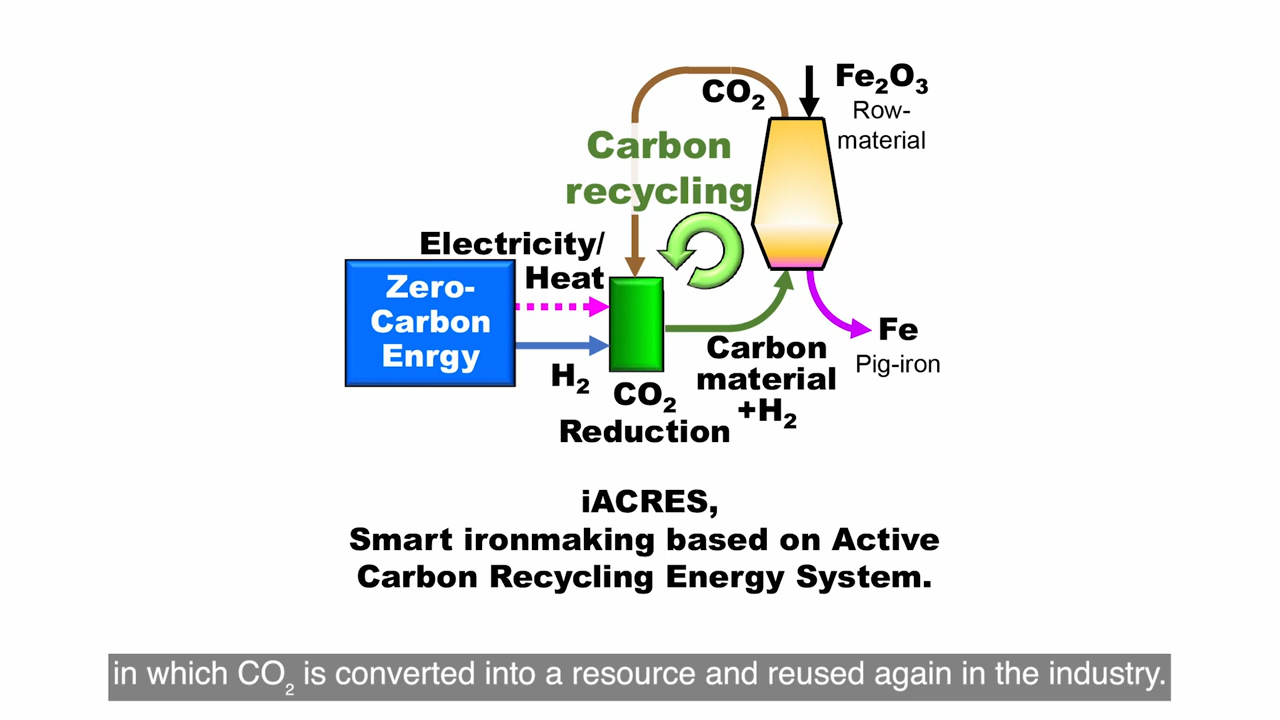 CO₂
Fe₂O₃
Row-
material
Carbon
recycling
Electricity/
Heat
Zero-
Carbon
Enrgy
H₂
CO₂
Reduction
Carbon
material
+H₂
Fe
Pig-iron
iACRES,
Smart ironmaking based on Active
Carbon Recycling Energy System.
in which CO₂ is converted into a resource and reused again in the industry.